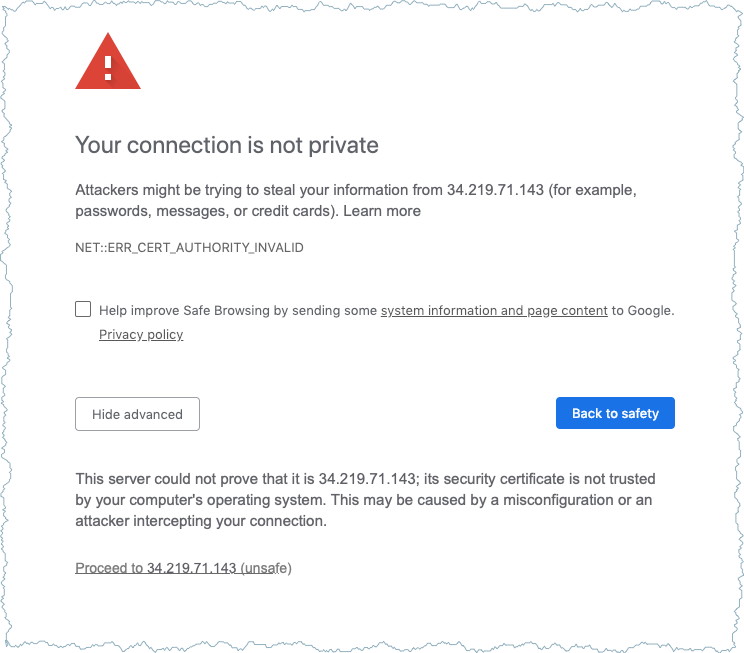 Your connection is not private
Attackers might be trying to steal your information from 34.219.71.143 (for example,
passwords, messages, or credit cards). Learn more
NET::ERR_CERT_AUTHORITY_INVALID
Help improve Safe Browsing by sending some system information and page content to Google.
Privacy policy
Hide advanced
Back to safety
This server could not prove that it is 34.219.71.143; its security certificate is not trusted
by your computer's operating system. This may be caused by a misconfiguration or an
attacker intercepting your connection.
Proceed to 34.219.71.143 (unsafe)